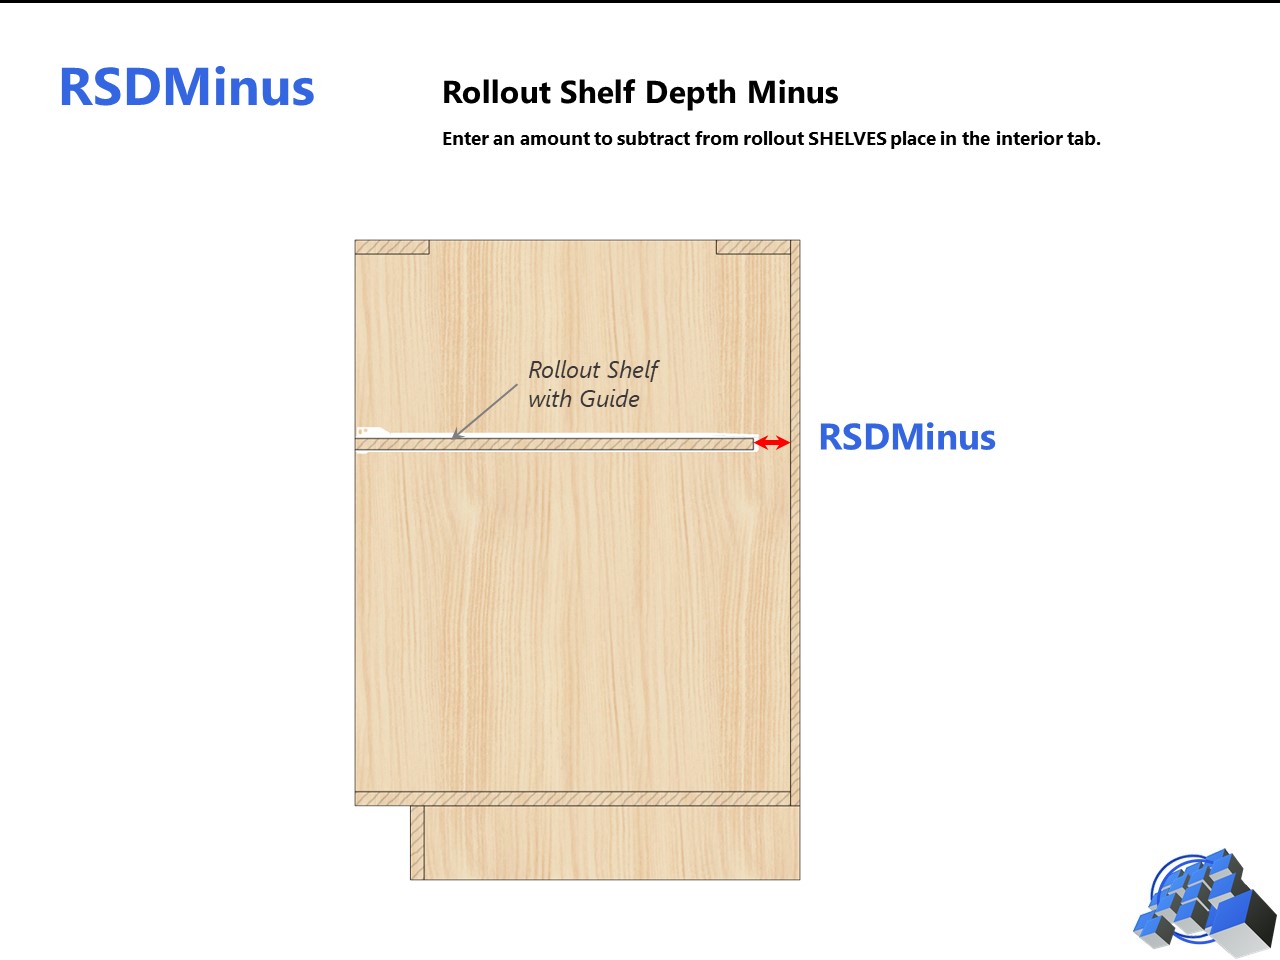 RSDMinus
Rollout Shelf Depth Minus
Enter an amount to subtract from rollout SHELVES place in the interior tab.
Rollout Shelf
with Guide
RSDMinus